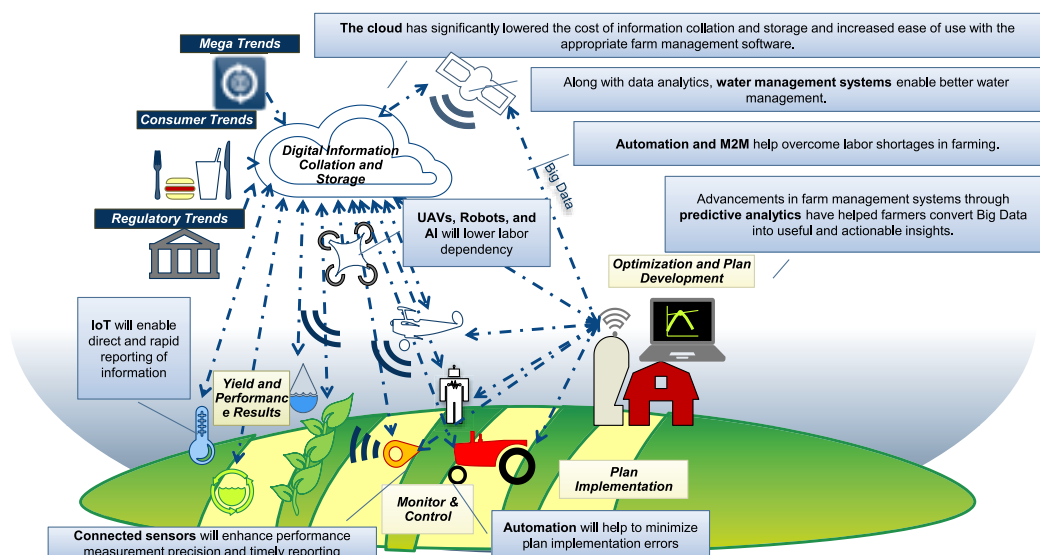 The cloud has significantly lowered the cost of information collation and storage and increased ease of use with the
appropriate farm management software.
Mega Trends
Along with data analytics, water management systems enable better water
management.
Consumer Trends
Digital Information
Collation and
Storage
Automation and M2M help overcome labor shortages in farming.
Big Data
Regulatory Trends
UAVs, Robots, and
AI will lower labor
dependency
Advancements in farm management systems through
predictive analytics have helped farmers convert Big Data
into useful and actionable insights.
Optimization and Plan
Development
IoT will enable
direct and rapid
reporting of
information
Yield and
Performanc
e Results
Plan
Implementation
Monitor &
Control
Connected sensors will enhance performance
measurement precision and timely reporting
Automation will help to minimize
plan implementation errors